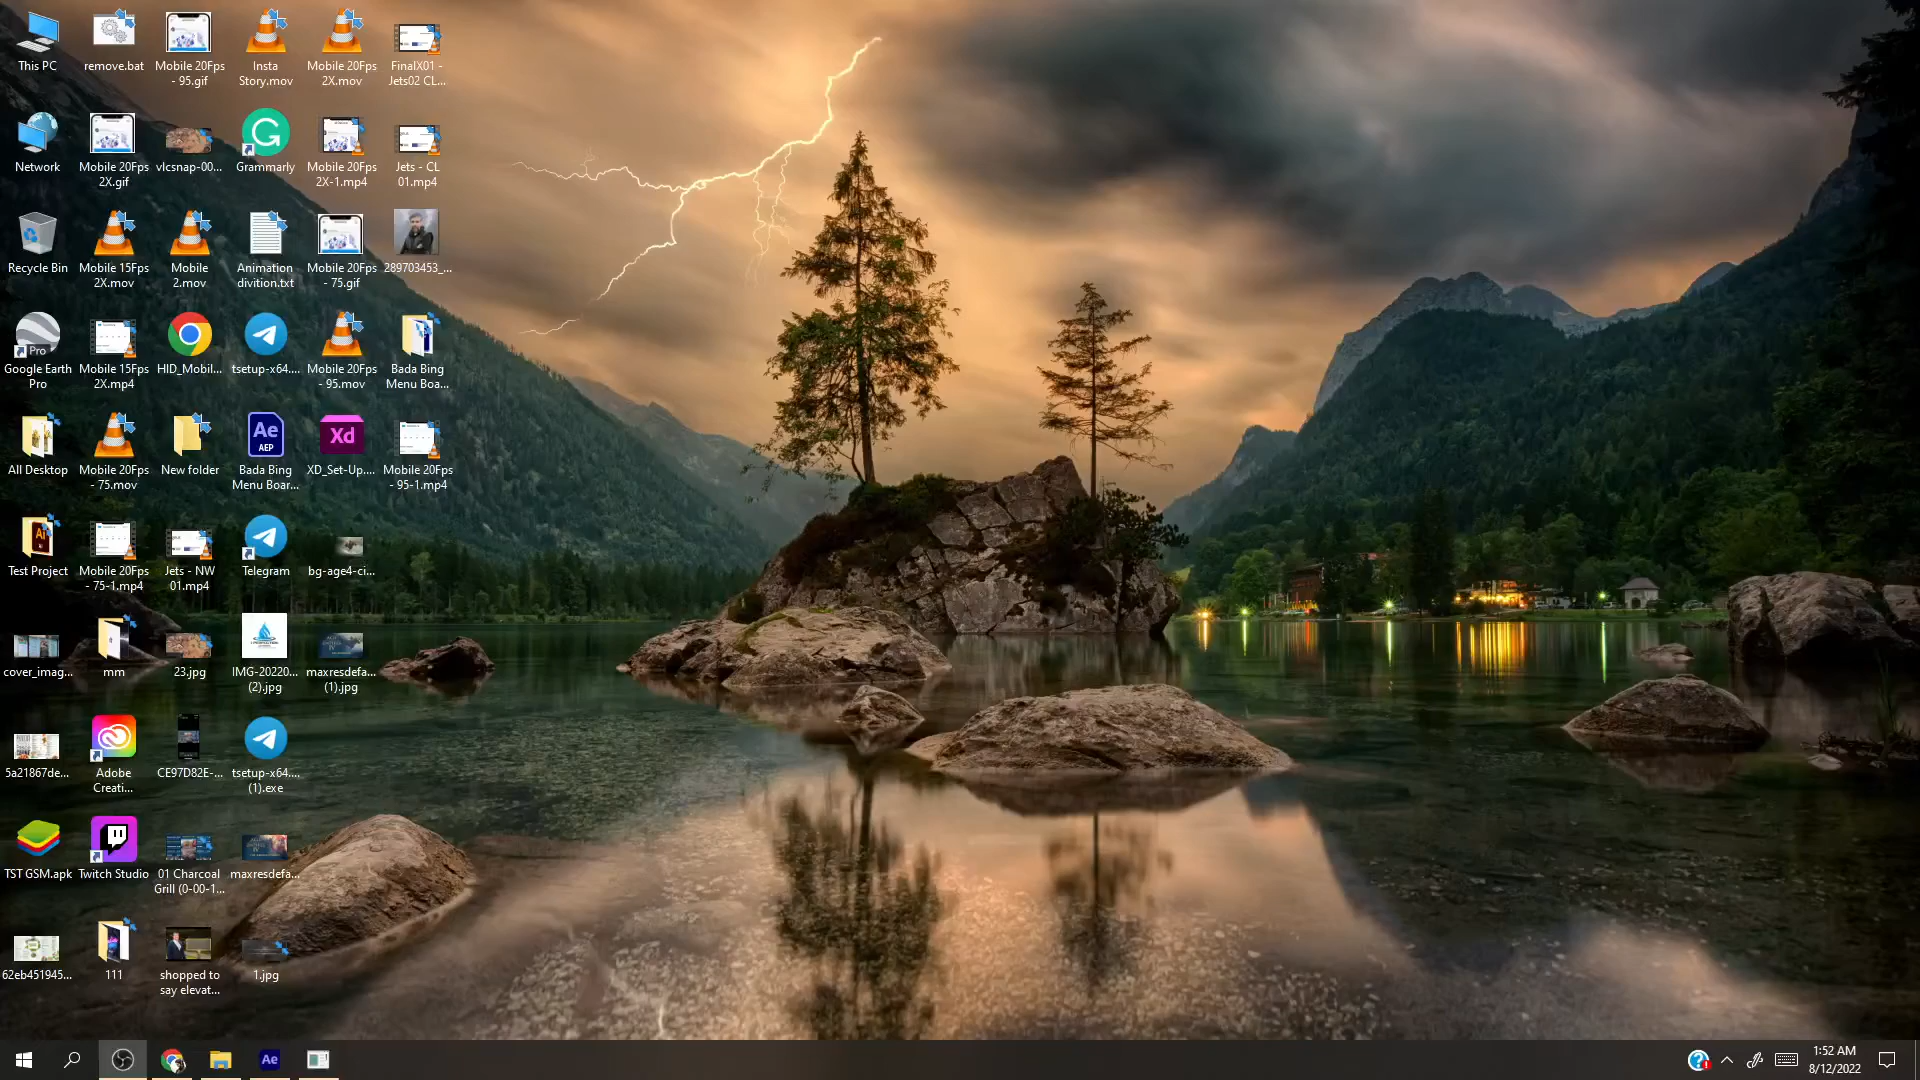 This PC
remove.bat
Mobile 20Fps
- 95.gif
Insta
Story.mov
Mobile 20Fps
2X.mov
FinalX01 -
Jets02 CL...
Network
Mobile 20Fps
2X.gif
vlcsnap-00...
Grammarly
Mobile 20Fps
2X-1.mp4
Jets - CL
01.mp4
Recycle Bin
Mobile 15Fps
2X.mov
Mobile
2.mov
Animation
divition.txt
Mobile 20Fps
- 75.gif
289703453_...
Pro
Google Earth
Pro
Mobile 15Fps
2X.mp4
HID_Mobil...
tsetup-x64....
Mobile 20Fps
- 95.mov
Bada Bing
Menu Boa...
All Desktop
Mobile 20Fps
- 75.mov
New folder
Ae
AEP
Bada Bing
Menu Boar...
Xd
XD_Set-Up....
Mobile 20Fps
- 95-1.mp4
Ai
Test Project
Mobile 20Fps
- 75-1.mp4
Jets - NW
01.mp4
Telegram
bg-age4-ci...
cover_imag...
mm
23.jpg
IMG-20220...
(2).jpg
maxresdefa...
(1).jpg
5a21867de...
Adobe
Creati...
CE97D82E-...
tsetup-x64....
(1).exe
TST GSM.apk
Twitch Studio
01 Charcoal
Grill (0-00-1...
maxresdefa...
62eb451945...
111
shopped to
say elevat...
1.jpg
Ae
1:52 AM
8/12/2022